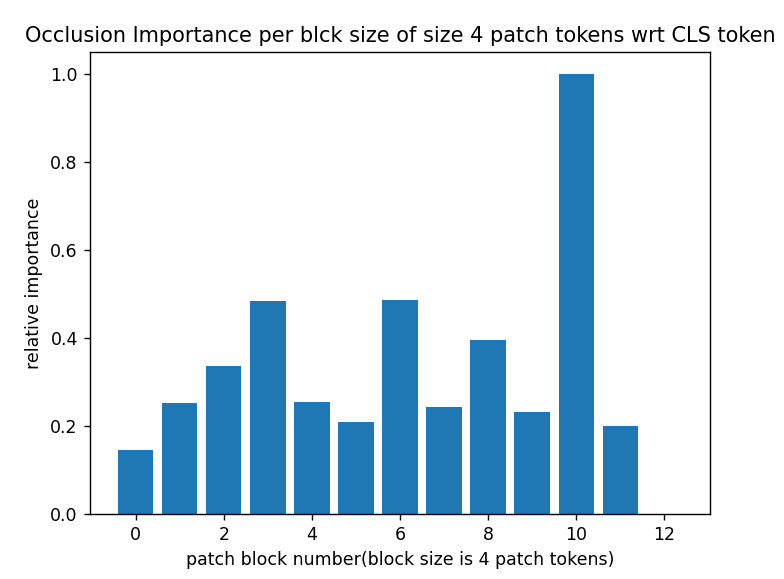 Occlusion Importance per blck size of size 4 patch tokens wrt CLS token
1.0
0.8
0.6
0.4
0.2
0.0
relative importance
0 2 4 6 8 10 12
patch block number(block size is 4 patch tokens)